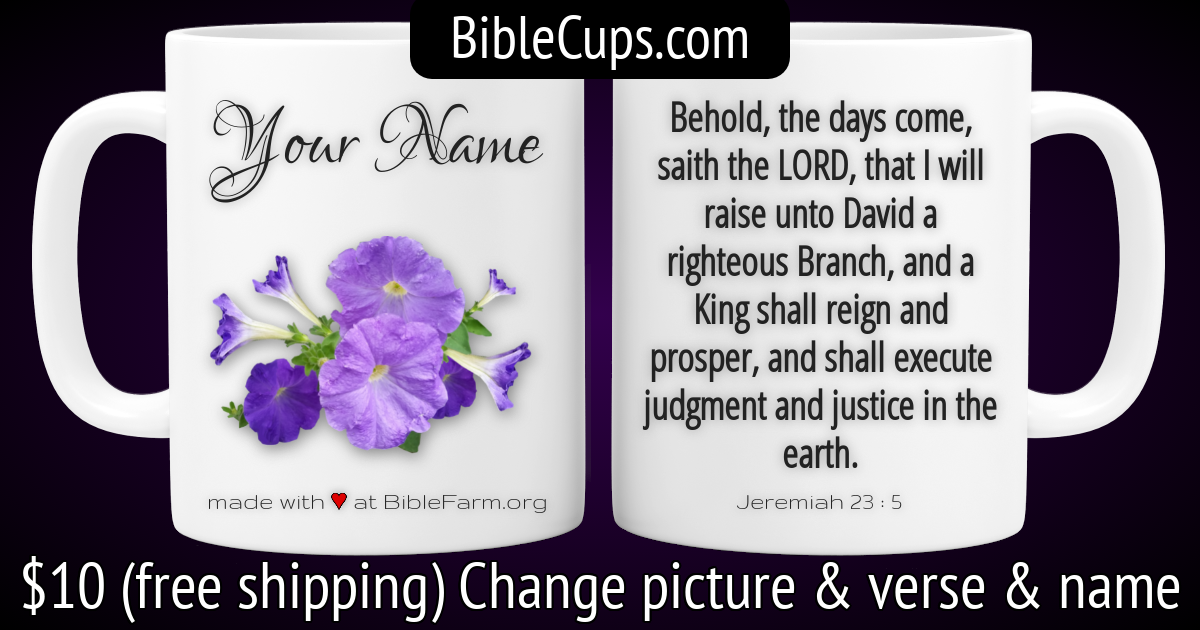 BibleCups.com
Your Name
made with ♥ at BibleFarm.org
Behold, the days come,
saith the LORD, that I will
raise unto David a
righteous Branch, and a
King shall reign and
prosper, and shall execute
judgment and justice in the
earth.
Jeremiah 23 : 5
$10 (free shipping) Change picture & verse & name